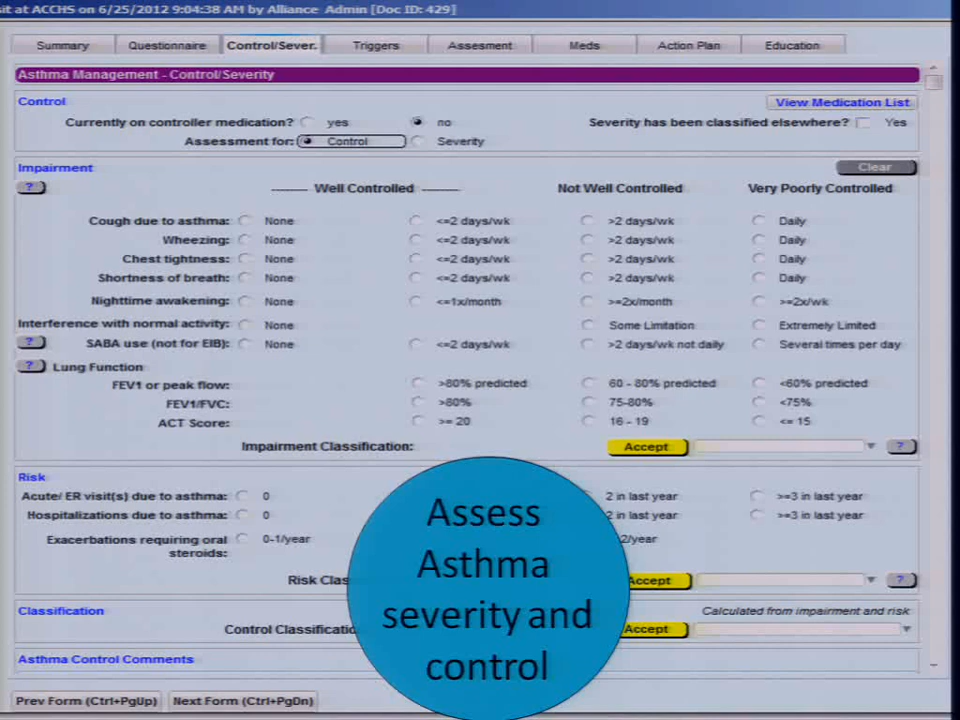 sit at ACCHS on 6/25/2012 9:04:38 AM by Alliance Admin [Doc ID: 429]
Summary Questionnaire Control/Sever. Triggers Assesment Meds Action Plan Education
Asthma Management - Control/Severity
Control View Medication List
Currently on controller medication? yes no Severity has been classified elsewhere? Yes
Assessment for: Control Severity
Impairment Clear
? Well Controlled Not Well Controlled Very Poorly Controlled
Cough due to asthma: None <=2 days/wk >2 days/wk Daily
Wheezing: None <=2 days/wk >2 days/wk Daily
Chest tightness: None <=2 days/wk >2 days/wk Daily
Shortness of breath: None <=2 days/wk >2 days/wk Daily
Nighttime awakening: None <=1x/month >=2x/month >=2x/wk
Interference with normal activity: None Some Limitation Extremely Limited
? SABA use (not for EIB): None <=2 days/wk >2 days/wk not daily Several times per day
? Lung Function
FEV1 or peak flow: >80% predicted 60 - 80% predicted <60% predicted
FEV1/FVC: >80% 75-80% <75%
ACT Score: >= 20 16 - 19 <= 15
Impairment Classification: Accept ?
Risk
Acute/ ER visit(s) due to asthma: 0 2 in last year >=3 in last year
Hospitalizations due to asthma: 0 2 in last year >=3 in last year
Exacerbations requiring oral 0-1/year 2/year
steroids:
Risk Clas Accept ?
Classification Calculated from impairment and risk
Control Classificatio Accept
Asthma Control Comments
Prev Form (Ctrl+PgUp) Next Form (Ctrl+PgDn)
Assess
Asthma
severity and
control